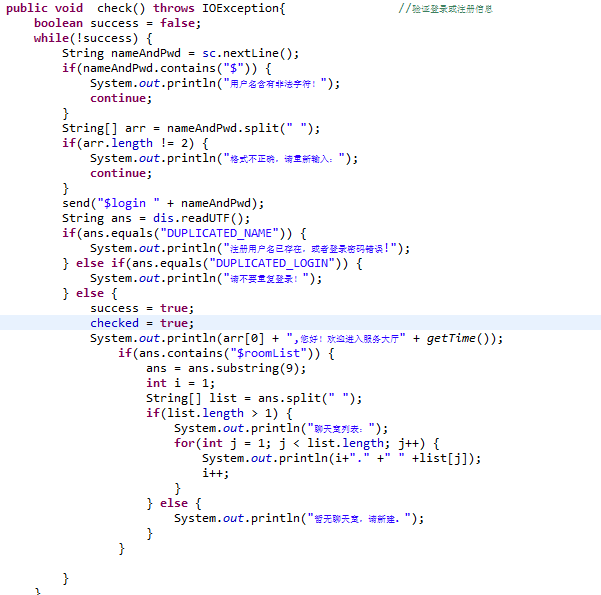 public void  check() throws IOException{                //验证登录或注册信息
    boolean success = false;
    while(!success) {
        String nameAndPwd = sc.nextLine();
        if(nameAndPwd.contains("$")) {
            System.out.println("用户名含有非法字符！");
            continue;
        }
        String[] arr = nameAndPwd.split(" ");
        if(arr.length != 2) {
            System.out.println("格式不正确，请重新输入：");
            continue;
        }
        send("$login " + nameAndPwd);
        String ans = dis.readUTF();
        if(ans.equals("DUPLICATED_NAME")) {
            System.out.println("注册用户名已存在，或者登录密码错误!");
        } else if(ans.equals("DUPLICATED_LOGIN")) {
            System.out.println("请不要重复登录！");
        } else {
            success = true;
            checked = true;
            System.out.println(arr[0] + ",您好！欢迎进入服务大厅" + getTime());
                if(ans.contains("$roomList")) {
                    ans = ans.substring(9);
                    int i = 1;
                    String[] list = ans.split(" ");
                    if(list.length > 1) {
                        System.out.println("聊天室列表：");
                        for(int j = 1; j < list.length; j++) {
                            System.out.println(i+"." +" " +list[j]);
                            i++;
                        }
                    } else {
                        System.out.println("暂无聊天室，请新建．");
                    }
                }
        }
    }